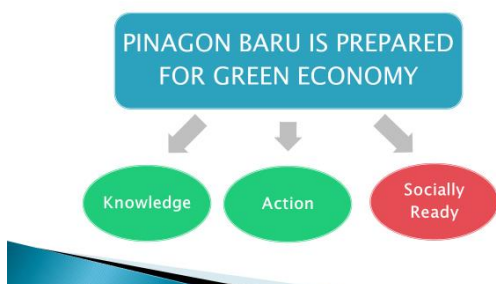 PINAGON BARU IS PREPARED
FOR GREEN ECONOMY
Knowledge
Action
Socially
Ready